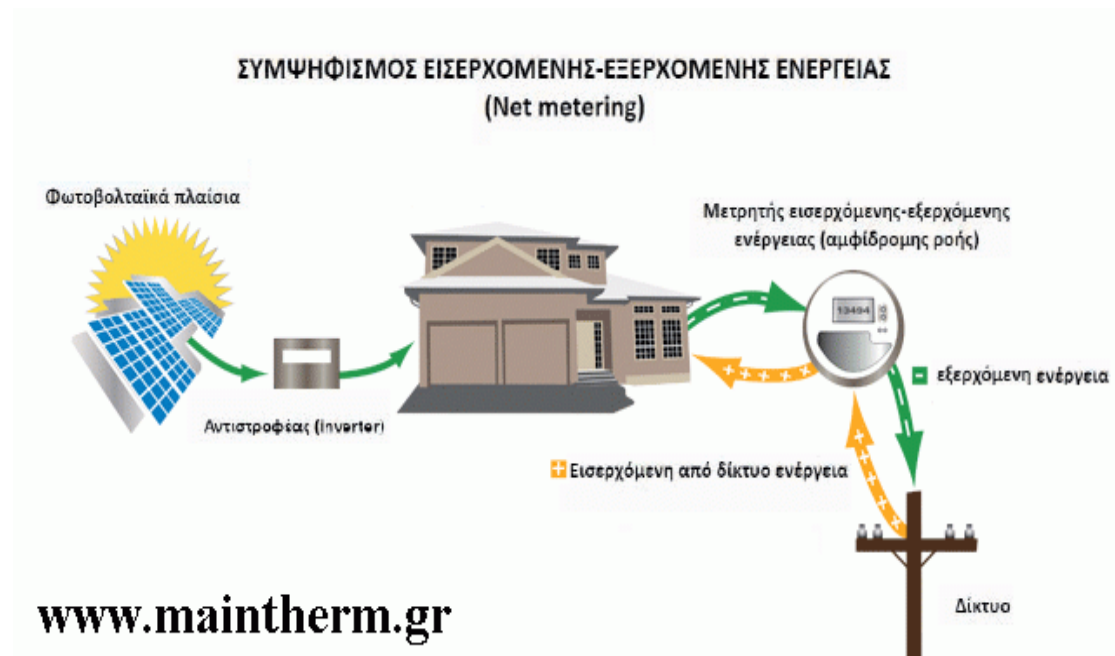 ΣΥΜΨΗΦΙΣΜΟΣ ΕΙΣΕΡΧΟΜΕΝΗΣ-ΕΞΕΡΧΟΜΕΝΗΣ ΕΝΕΡΓΕΙΑΣ
(Net metering)
Φωτοβολταϊκά πλαίσια
Μετρητής εισερχόμενης-εξερχόμενης
ενέργειας (αμφίδρομης ροής)
13494
εξερχόμενη ενέργεια
Αντιστροφέας (inverter)
Εισερχόμενη από δίκτυο ενέργεια
Δίκτυο
www.maintherm.gr